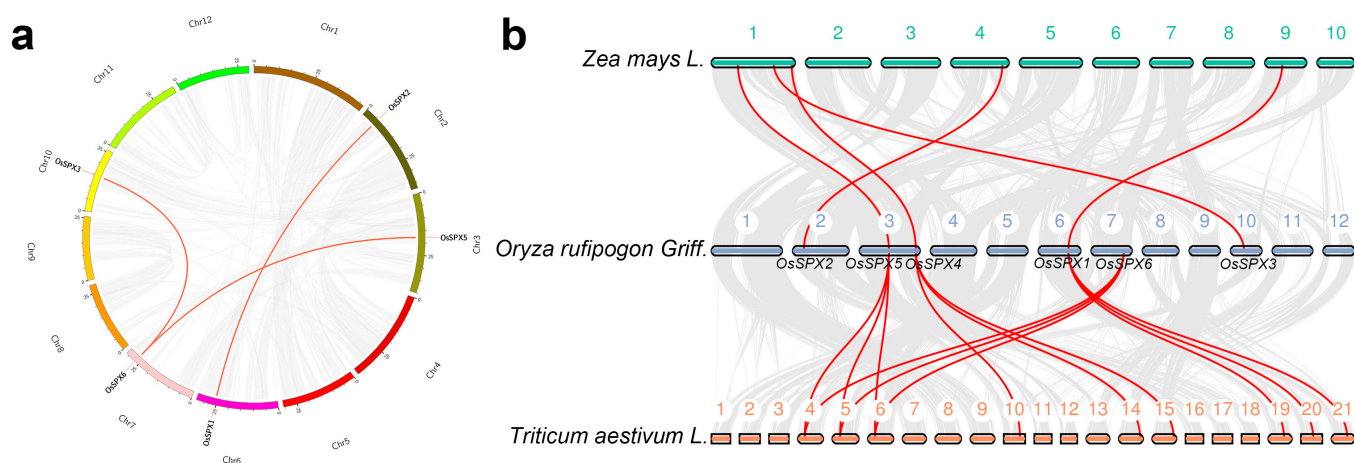 a
Chr12
Chr1
Chr11
OsSPX2
Chr2
Chr10
OsSPX3
OsSPX5
Chr3
Chr9
Chr4
Chr8
OsSPX6
Chr7
OsSPX1
Chr6
Chr5
b
1 2 3 4 5 6 7 8 9 10
Zea mays L.
1 2 3 4 5 6 7 8 9 10 11 12
Oryza rufipogon Griff.
OsSPX2 OsSPX5 OsSPX4 OsSPX1 OsSPX6 OsSPX3
1 2 3 4 5 6 7 8 9 10 11 12 13 14 15 16 17 18 19 20 21
Triticum aestivum L.